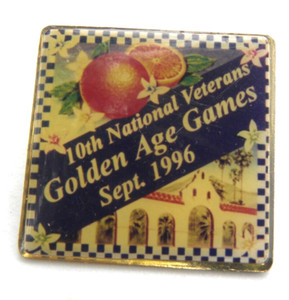 10th National Veterans
Golden Age Games
Sept. 1996